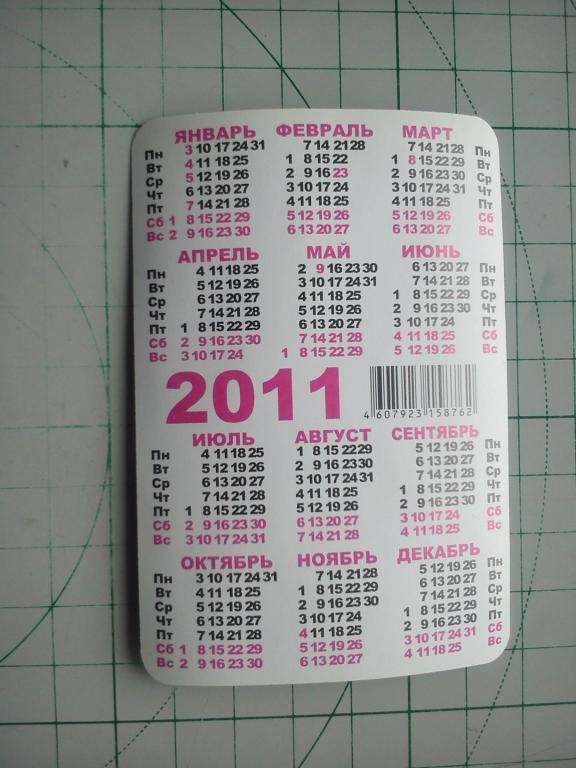 ЯНВАРЬ ФЕВРАЛЬ МАРТ
Пн 3 10 17 24 31 7 14 21 28 7 14 21 28 Пн
Вт 4 11 18 25 1 8 15 22 1 8 15 22 29 Вт
Ср 5 12 19 26 2 9 16 23 2 9 16 23 30 Ср
Чт 6 13 20 27 3 10 17 24 3 10 17 24 31 Чт
Пт 7 14 21 28 4 11 18 25 4 11 18 25 Пт
Сб 1 8 15 22 29 5 12 19 26 5 12 19 26 Сб
Вс 2 9 16 23 30 6 13 20 27 6 13 20 27 Вс
АПРЕЛЬ МАЙ ИЮНЬ
Пн 4 11 18 25 2 9 16 23 30 6 13 20 27 Пн
Вт 5 12 19 26 3 10 17 24 31 7 14 21 28 Вт
Ср 6 13 20 27 4 11 18 25 1 8 15 22 29 Ср
Чт 7 14 21 28 5 12 19 26 2 9 16 23 30 Чт
Пт 1 8 15 22 29 6 13 20 27 3 10 17 24 Пт
Сб 2 9 16 23 30 7 14 21 28 4 11 18 25 Сб
Вс 3 10 17 24 1 8 15 22 29 5 12 19 26 Вс
2011 4 607923 158762
ИЮЛЬ АВГУСТ СЕНТЯБРЬ
Пн 4 11 18 25 1 8 15 22 29 5 12 19 26 Пн
Вт 5 12 19 26 2 9 16 23 30 6 13 20 27 Вт
Ср 6 13 20 27 3 10 17 24 31 7 14 21 28 Ср
Чт 7 14 21 28 4 11 18 25 1 8 15 22 29 Чт
Пт 1 8 15 22 29 5 12 19 26 2 9 16 23 30 Пт
Сб 2 9 16 23 30 6 13 20 27 3 10 17 24 Сб
Вс 3 10 17 24 31 7 14 21 28 4 11 18 25 Вс
ОКТЯБРЬ НОЯБРЬ ДЕКАБРЬ
Пн 3 10 17 24 31 7 14 21 28 5 12 19 26 Пн
Вт 4 11 18 25 1 8 15 22 29 6 13 20 27 Вт
Ср 5 12 19 26 2 9 16 23 30 7 14 21 28 Ср
Чт 6 13 20 27 3 10 17 24 1 8 15 22 29 Чт
Пт 7 14 21 28 4 11 18 25 2 9 16 23 30 Пт
Сб 1 8 15 22 29 5 12 19 26 3 10 17 24 31 Сб
Вс 2 9 16 23 30 6 13 20 27 4 11 18 25 Вс